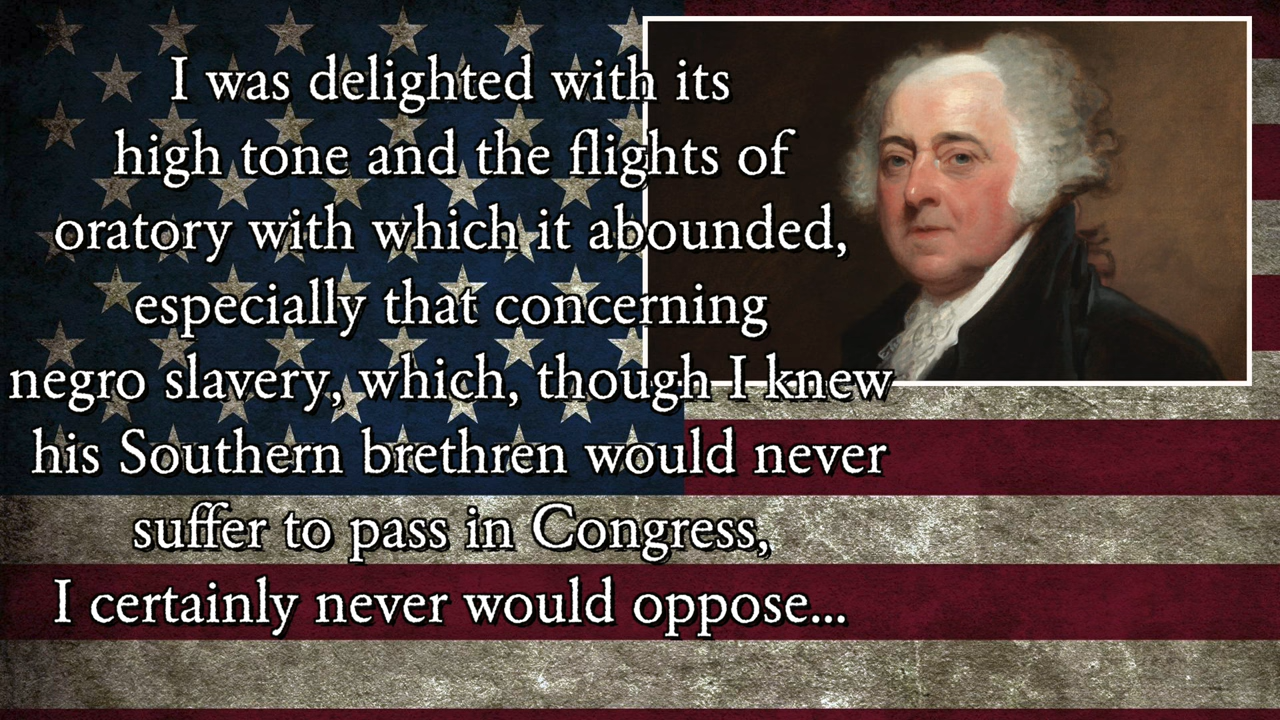 I was delighted with its
high tone and the flights of
oratory with which it abounded,
especially that concerning
negro slavery, which, though I knew
his Southern brethren would never
suffer to pass in Congress,
I certainly never would oppose...